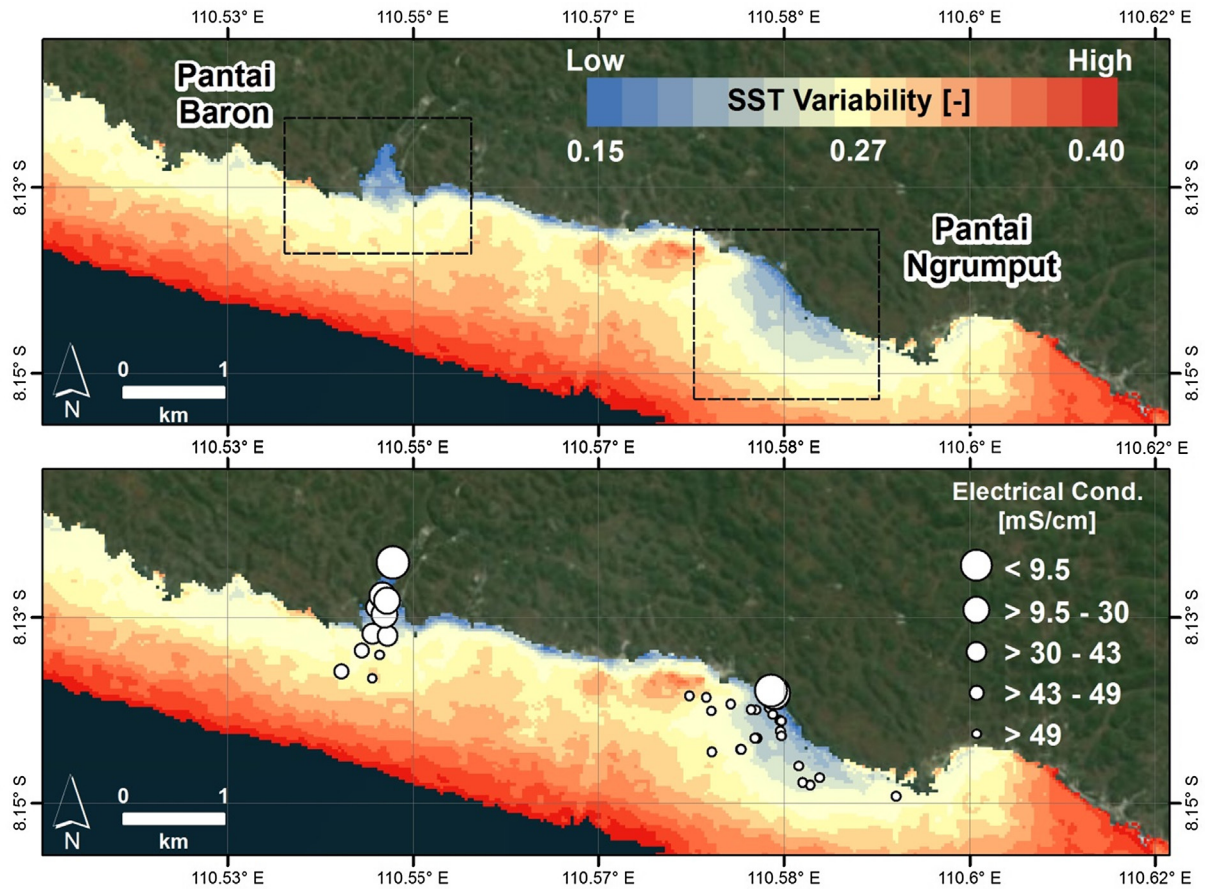 110.53° E 110.55° E 110.57° E 110.58° E 110.6° E 110.62° E
Pantai
Baron
Low High
SST Variability [-]
0.15 0.27 0.40
8.13° S 8.13° S
Pantai
Ngrumput
0 1
km
N
8.15° S 8.15° S
110.53° E 110.55° E 110.57° E 110.58° E 110.6° E 110.62° E
Electrical Cond.
[mS/cm]
< 9.5
> 9.5 - 30
> 30 - 43
> 43 - 49
> 49
8.13° S 8.13° S
0 1
km
N
8.15° S 8.15° S
110.53° E 110.55° E 110.57° E 110.58° E 110.6° E 110.62° E